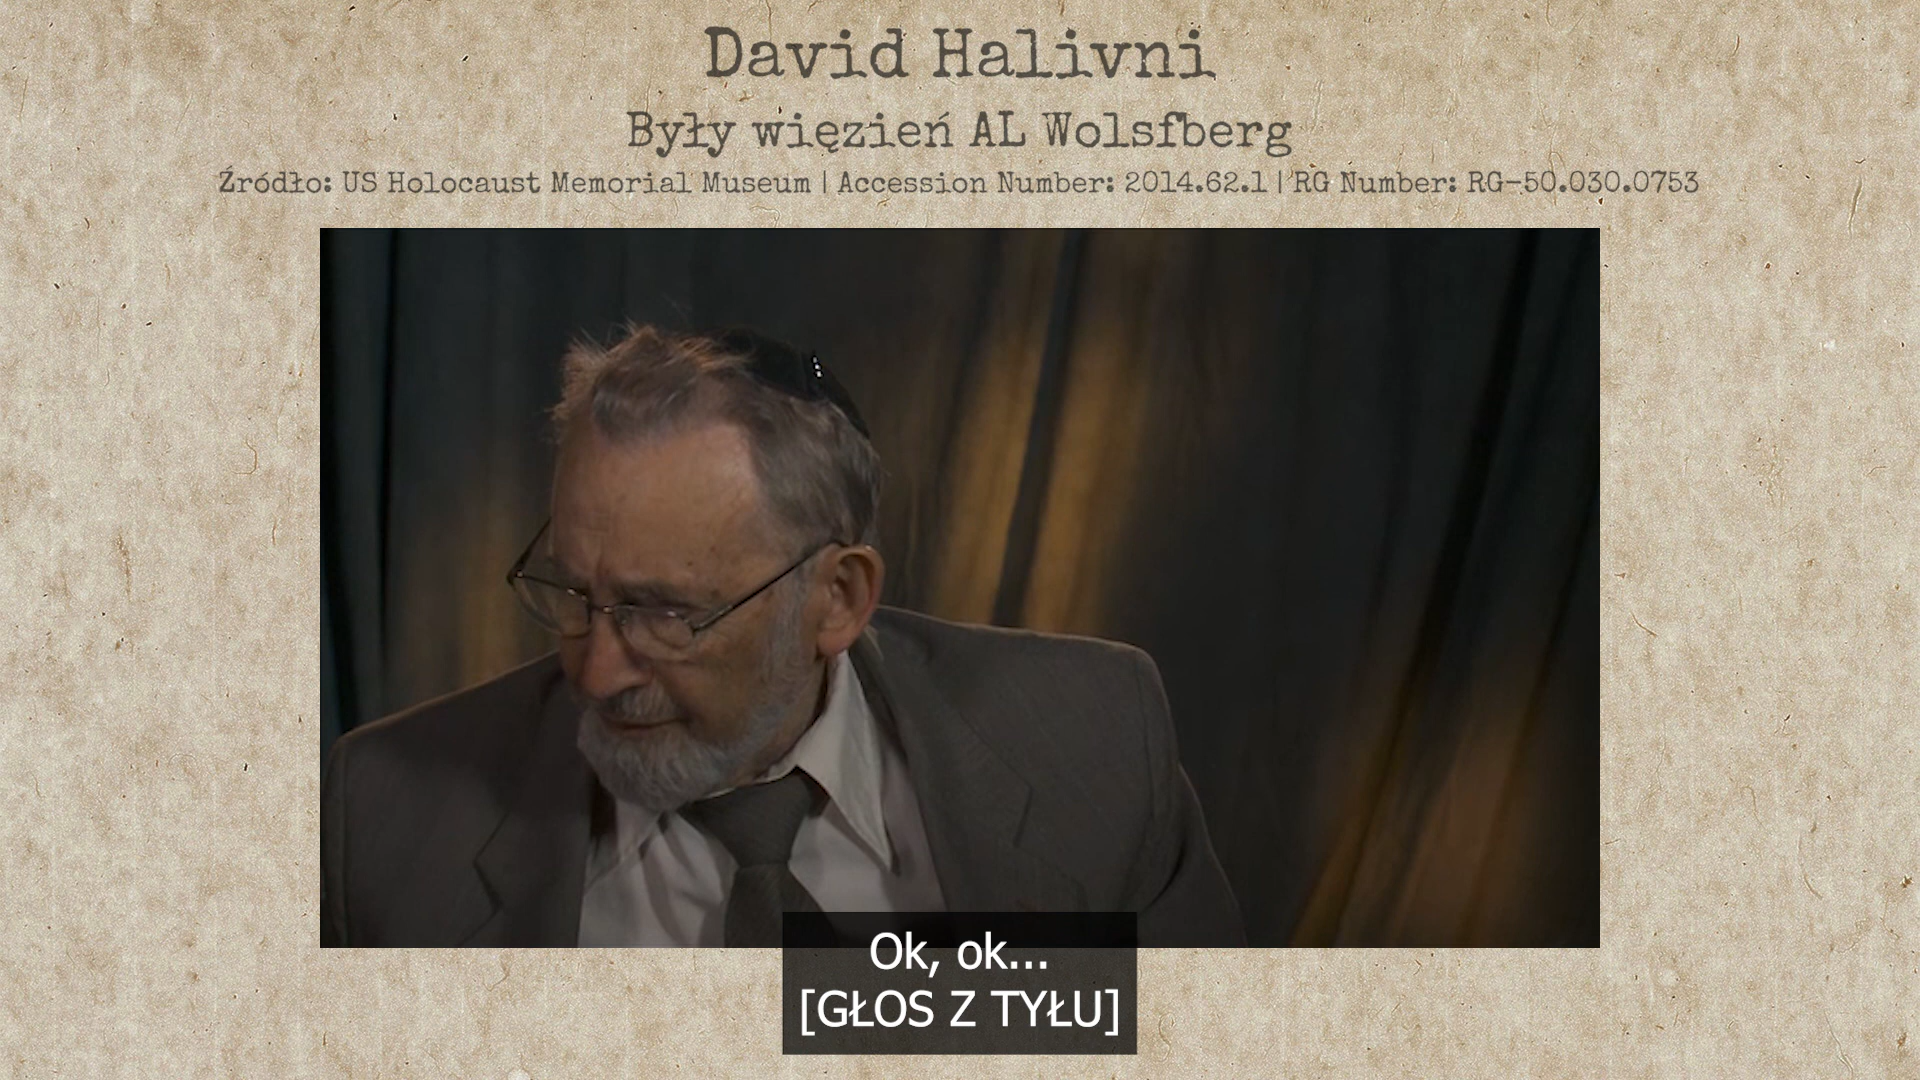 David Halivni
Były więzień AL Wolsfberg
Źródło: US Holocaust Memorial Museum | Accession Number: 2014.62.1 | RG Number: RG-50.030.0753
Ok, ok...
[GŁOS Z TYŁU]